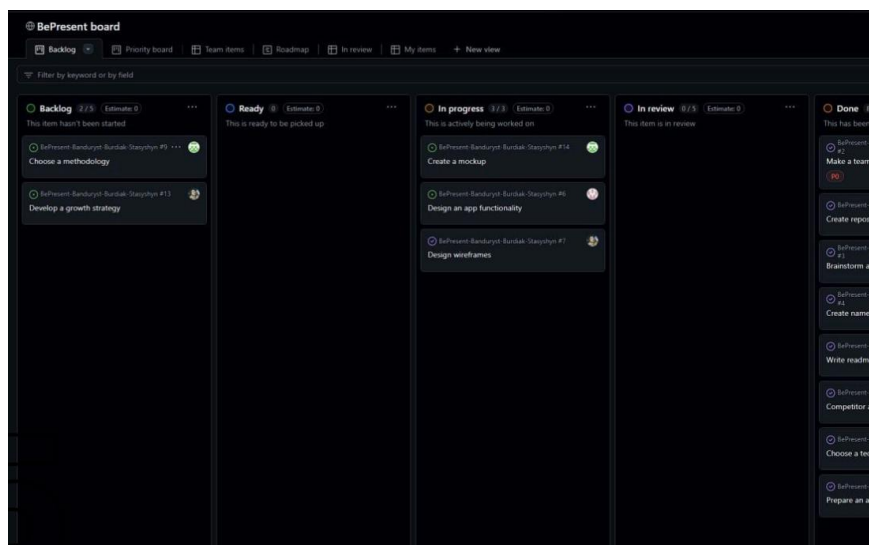 BePresent board
Backlog Priority board Team items Roadmap In review My items + New view
Filter by keyword or by field
Backlog 2 / 5 Estimate: 0 ...
This item hasn't been started
BePresent-Banduryst-Burdiak-Stasyshyn #9 ...
Choose a methodology
BePresent-Banduryst-Burdiak-Stasyshyn #13
Develop a growth strategy
Ready 0 Estimate: 0 ...
This is ready to be picked up
In progress 3 / 3 Estimate: 0 ...
This is actively being worked on
BePresent-Banduryst-Burdiak-Stasyshyn #14
Create a mockup
BePresent-Banduryst-Burdiak-Stasyshyn #6
Design an app functionality
BePresent-Banduryst-Burdiak-Stasyshyn #7
Design wireframes
In review 0 / 5 Estimate: 0 ...
This item is in review
Done
This has been
BePresent-
#2
Make a team
P0
BePresent-
Create repos
BePresent-
#3
Brainstorm a
BePresent-
#4
Create name
BePresent-
Write readm
BePresent-
Competitor a
BePresent-
Choose a tec
BePresent-
Prepare an a